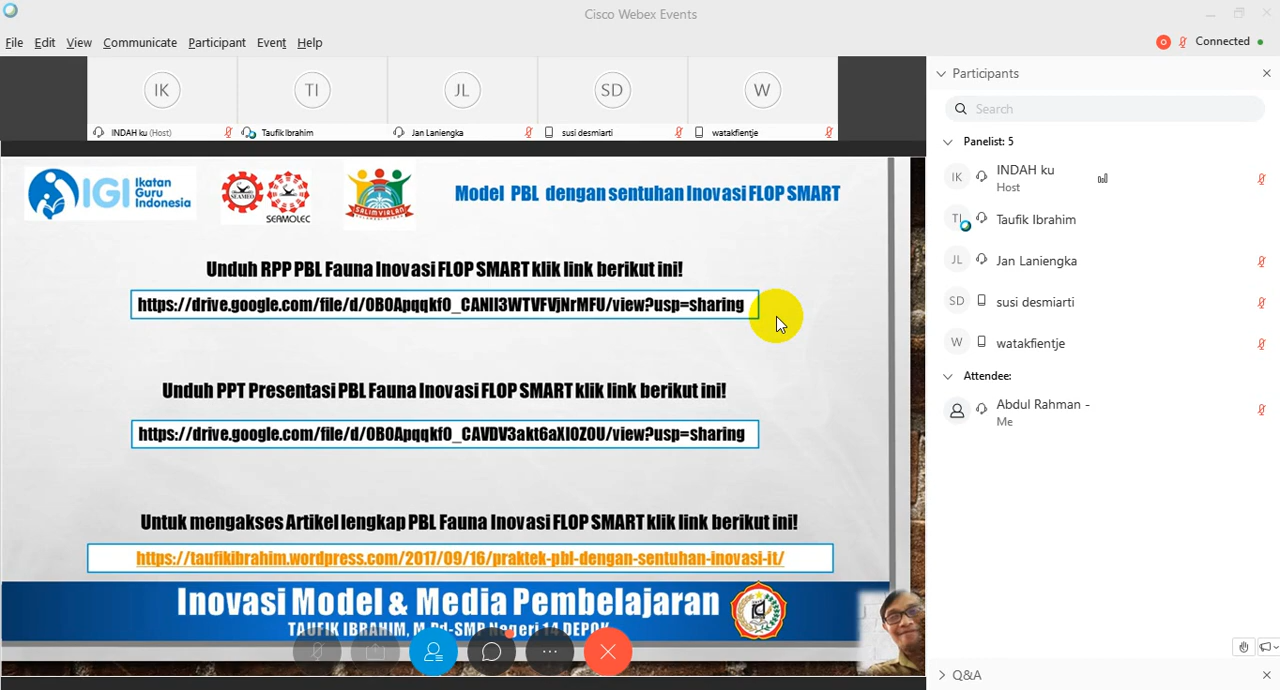 Cisco Webex Events
File Edit View Communicate Participant Event Help
Connected
IK TI JL SD W
INDAH ku (Host) Taufik Ibrahim Jan Laniengka susi desmiarti watakfientje
IGI Ikatan Guru Indonesia
SEAMEO
SEAMOLEC
Model PBL dengan sentuhan Inovasi FLOP SMART
Unduh RPP PBL Fauna Inovasi FLOP SMART klik link berikut ini!
https://drive.google.com/file/d/0B0Apqqkf0_CANlI3WTVFVjNrMFU/view?usp=sharing
Unduh PPT Presentasi PBL Fauna Inovasi FLOP SMART klik link berikut ini!
https://drive.google.com/file/d/0B0Apqqkf0_CAVDV3akt6aXl0Z0U/view?usp=sharing
Untuk mengakses Artikel lengkap PBL Fauna Inovasi FLOP SMART klik link berikut ini!
https://taufikibrahim.wordpress.com/2017/09/16/praktek-pbl-dengan-sentuhan-inovasi-it/
Inovasi Model & Media Pembelajaran
TAUFIK IBRAHIM, M.Pd-SMP Negeri 14 DEPOK
Participants
Search
Panelist: 5
IK INDAH ku
Host
TI Taufik Ibrahim
JL Jan Laniengka
SD susi desmiarti
W watakfientje
Attendee:
Abdul Rahman -
Me
Q&A